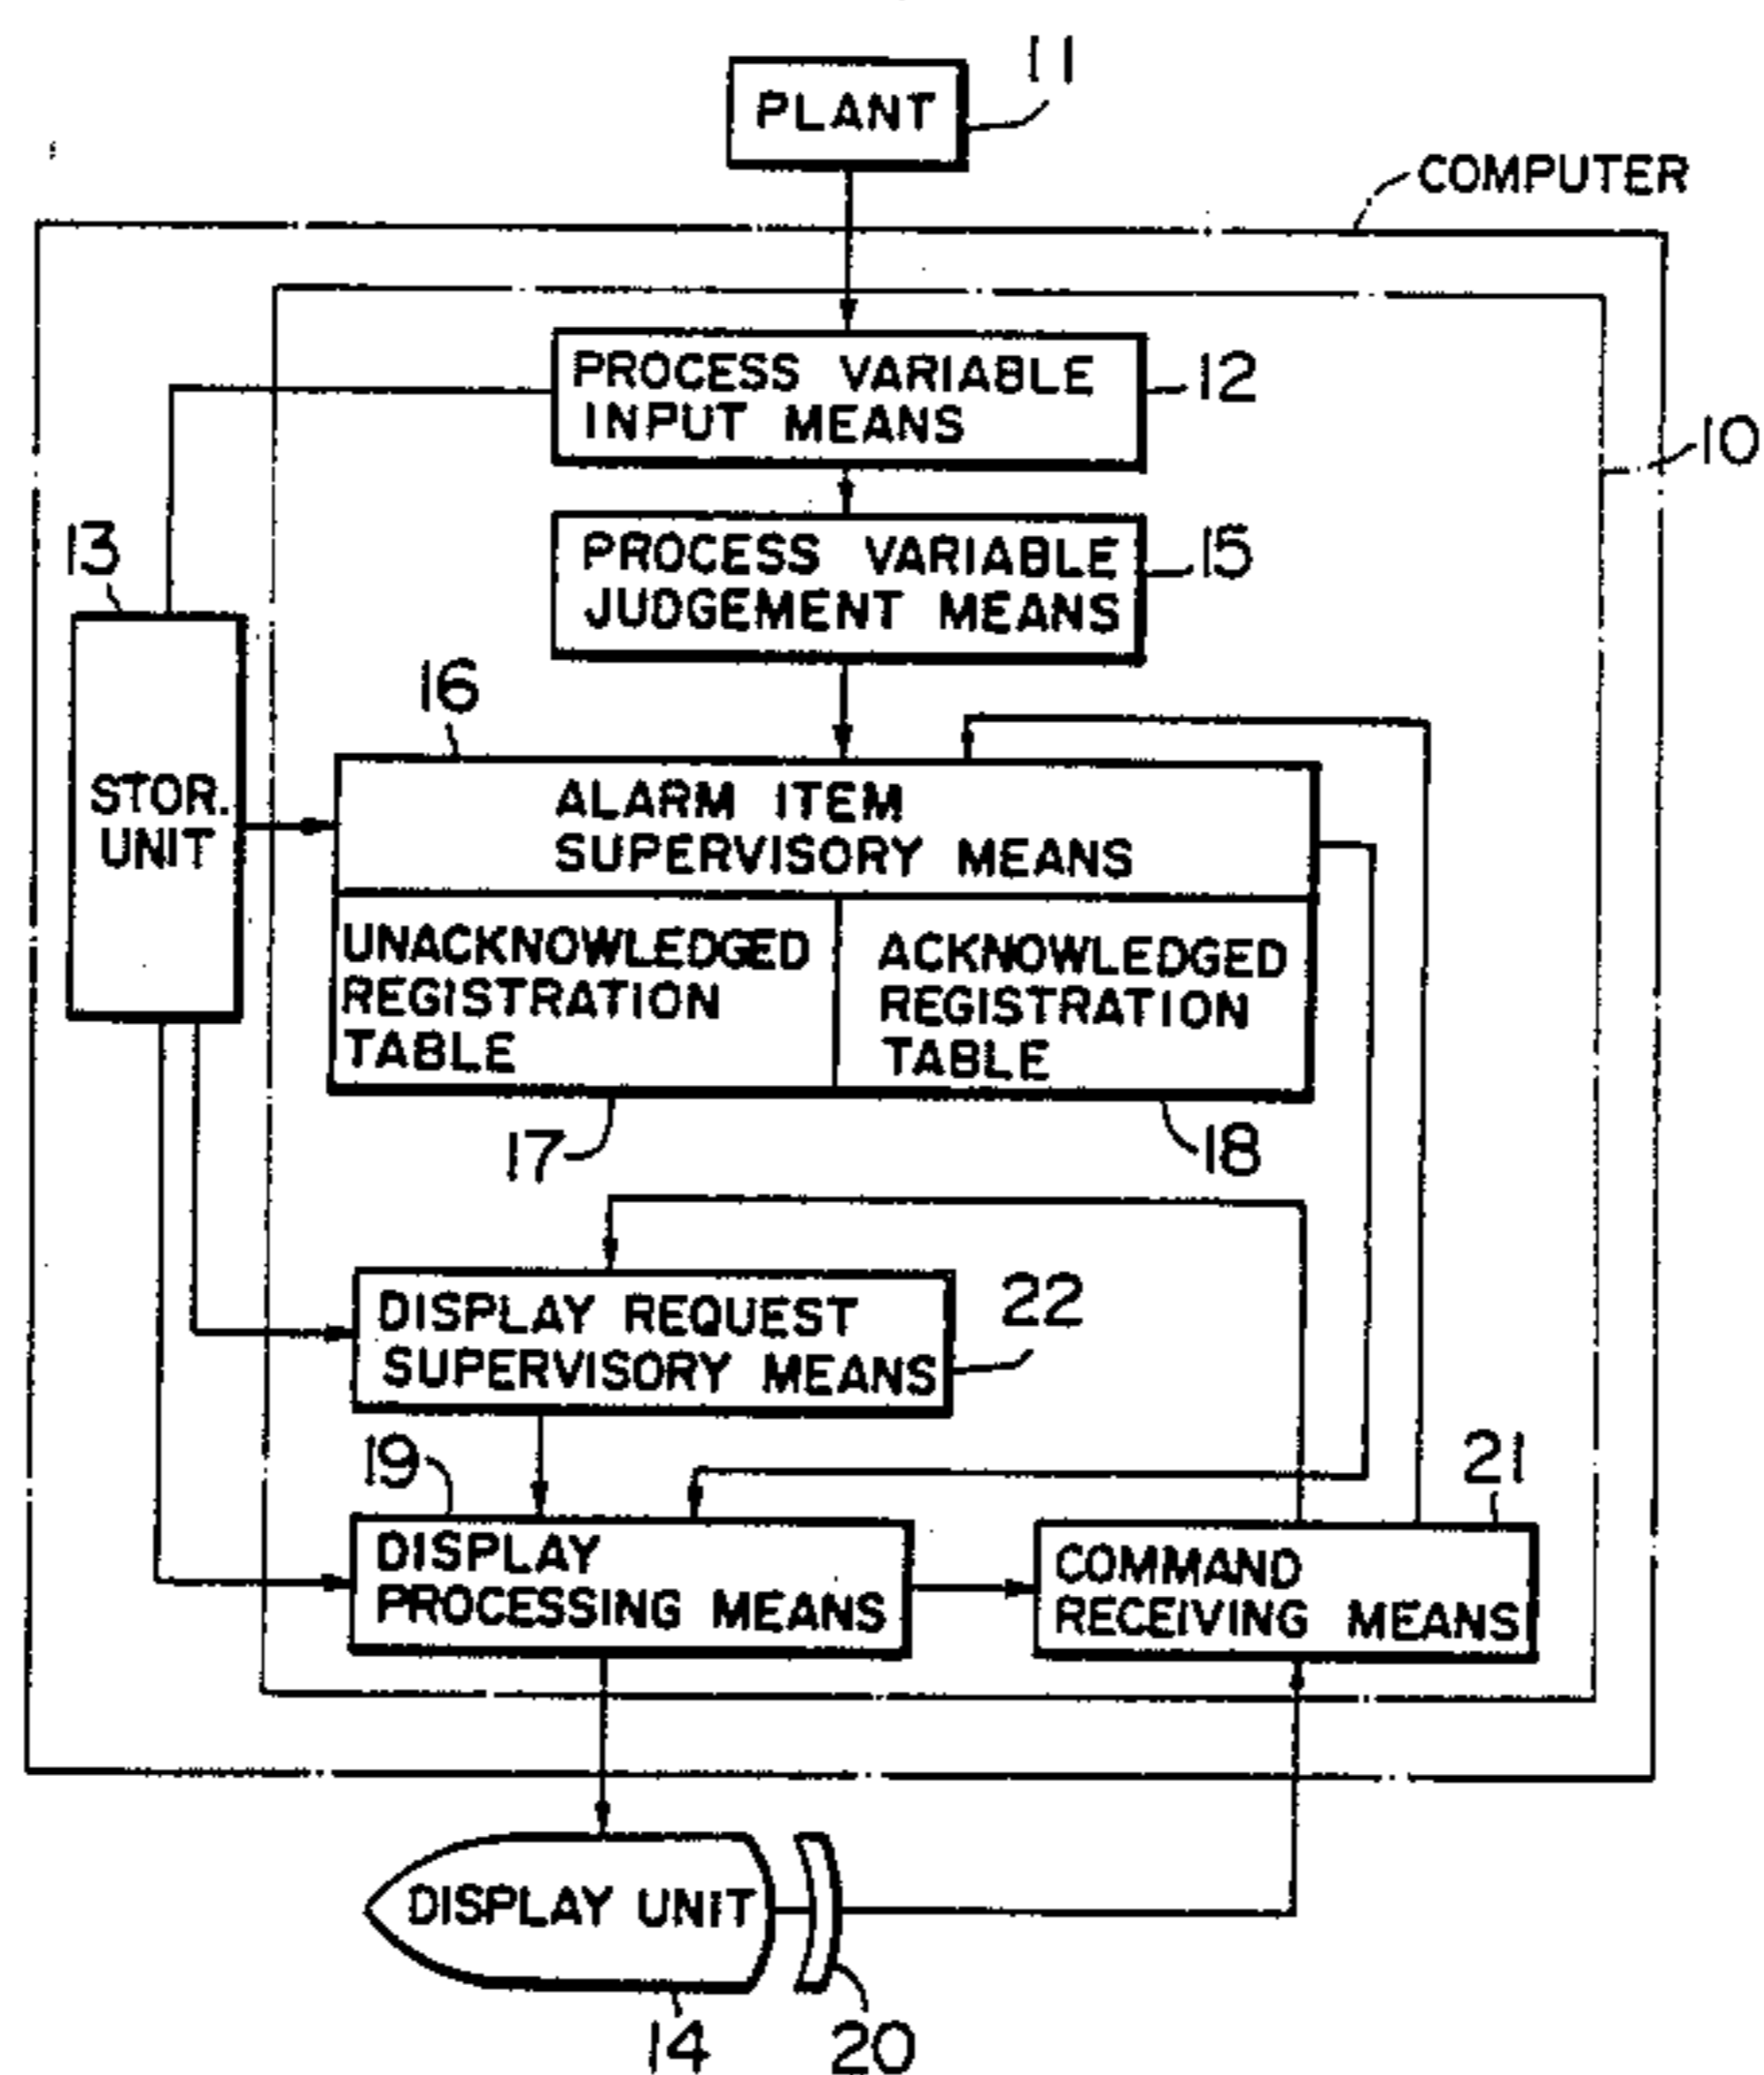 11
PLANT
COMPUTER
PROCESS VARIABLE
INPUT MEANS
12
10
13
PROCESS VARIABLE
JUDGEMENT MEANS
15
16
STOR.
UNIT
ALARM ITEM
SUPERVISORY MEANS
UNACKNOWLEDGED
REGISTRATION
TABLE
ACKNOWLEDGED
REGISTRATION
TABLE
17
18
DISPLAY REQUEST
SUPERVISORY MEANS
22
19
21
DISPLAY
PROCESSING MEANS
COMMAND
RECEIVING MEANS
DISPLAY UNIT
14
20